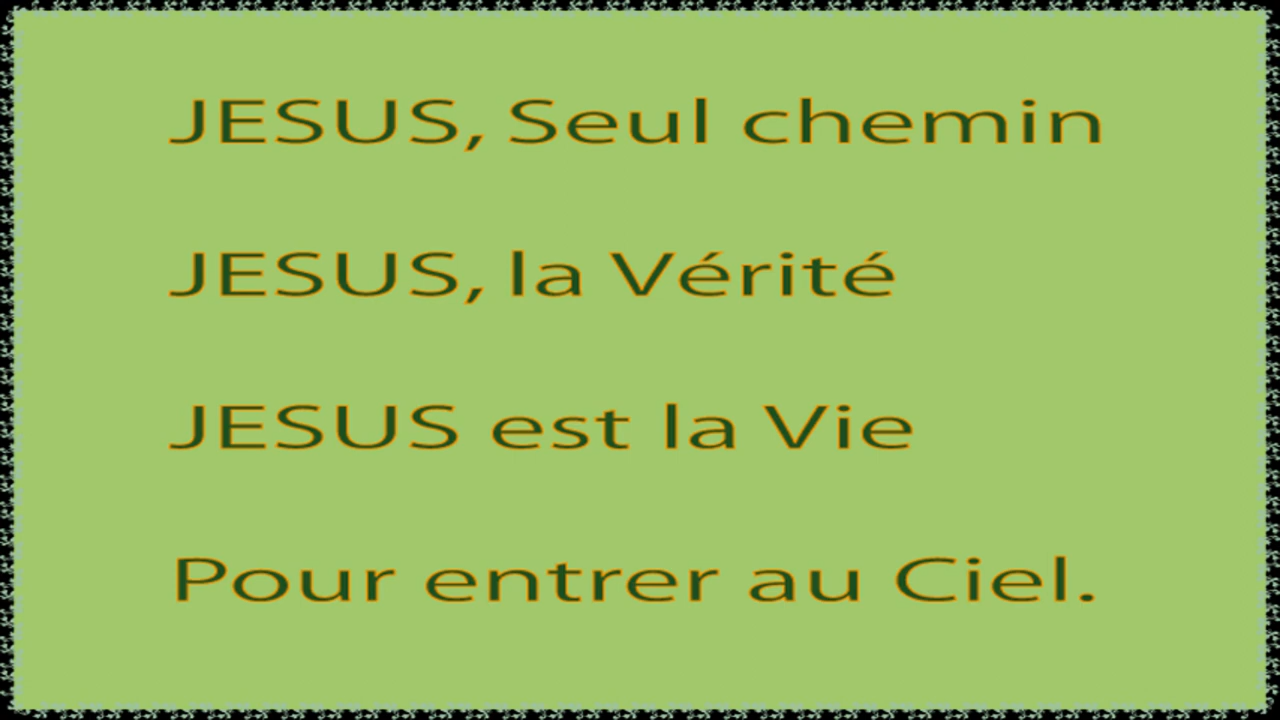 JESUS, Seul chemin
JESUS, la Vérité
JESUS est la Vie
Pour entrer au Ciel.